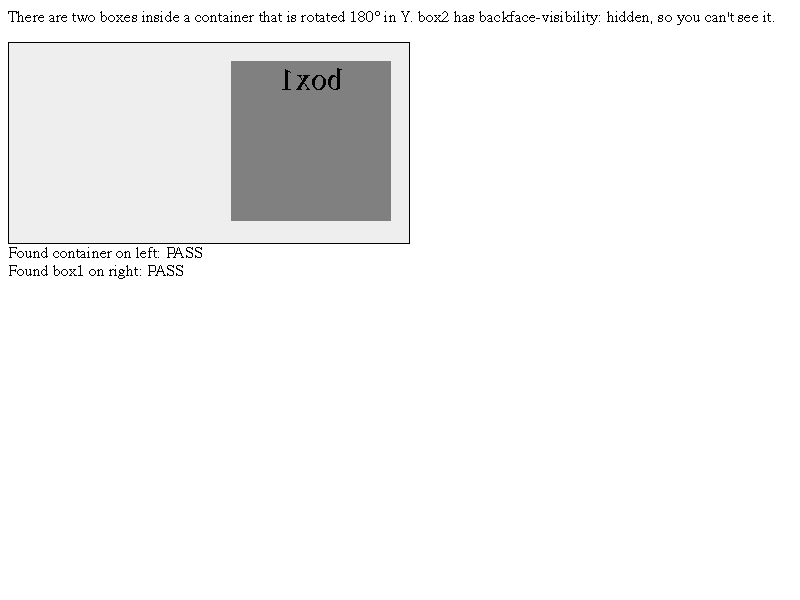 There are two boxes inside a container that is rotated 180° in Y. box2 has backface-visibility: hidden, so you can't see it.
box1
Found container on left: PASS
Found box1 on right: PASS